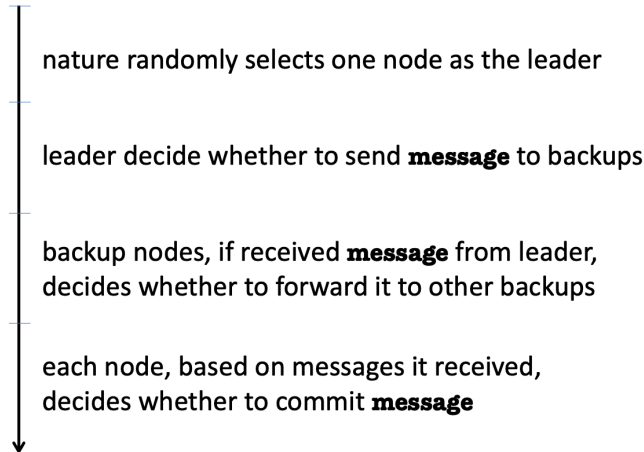 nature randomly selects one node as the leader
leader decide whether to send message to backups
backup nodes, if received message from leader,
decides whether to forward it to other backups
each node, based on messages it received,
decides whether to commit message